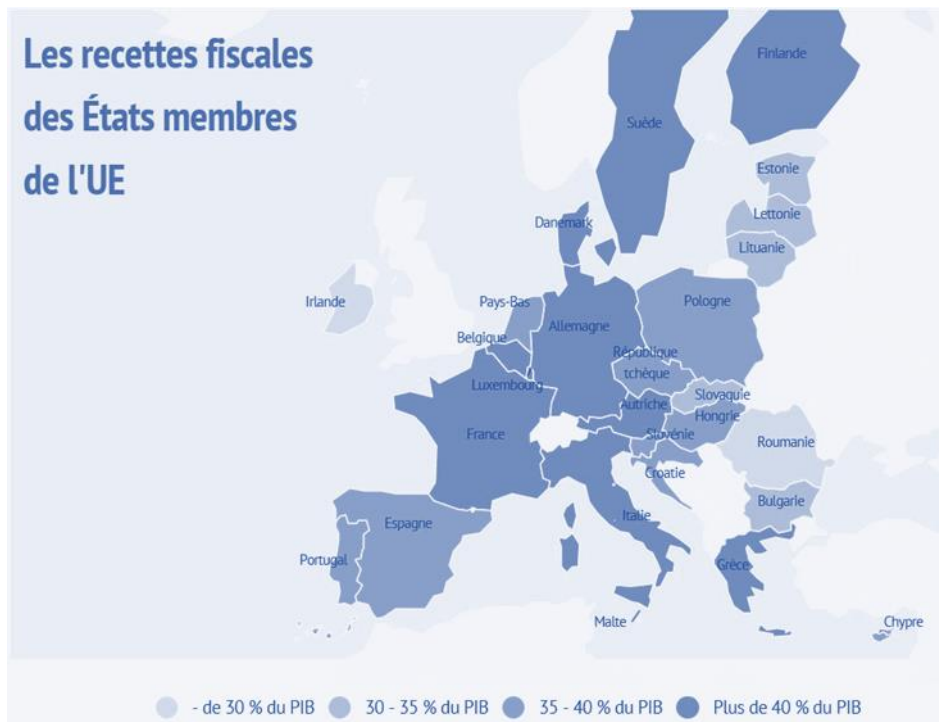 Les recettes fiscales
des États membres
de l'UE
Finlande
Suède
Estonie
Lettonie
Danemark
Lituanie
Irlande
Pays-Bas
Pologne
Allemagne
Belgique
République
tchèque
Luxembourg
Slovaquie
Autriche
Hongrie
France
Slovénie
Roumanie
Croatie
Bulgarie
Italie
Espagne
Portugal
Grèce
Malte
Chypre
- de 30 % du PIB
30 - 35 % du PIB
35 - 40 % du PIB
Plus de 40 % du PIB